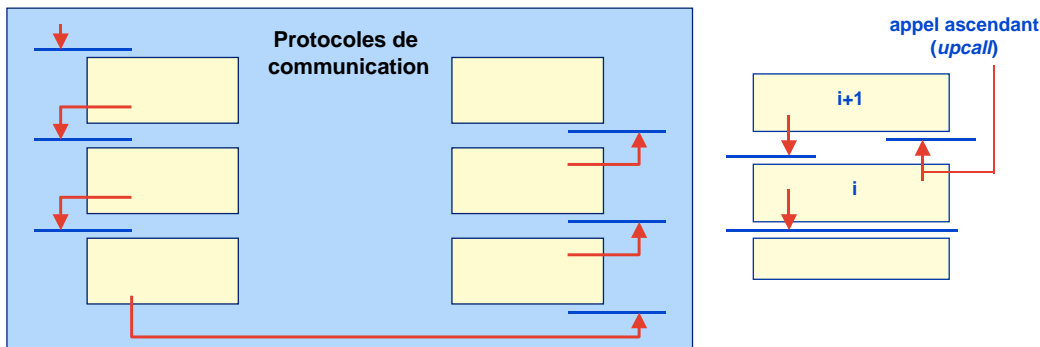 Protocoles de
communication
appel ascendant
(upcall)
i+1
i